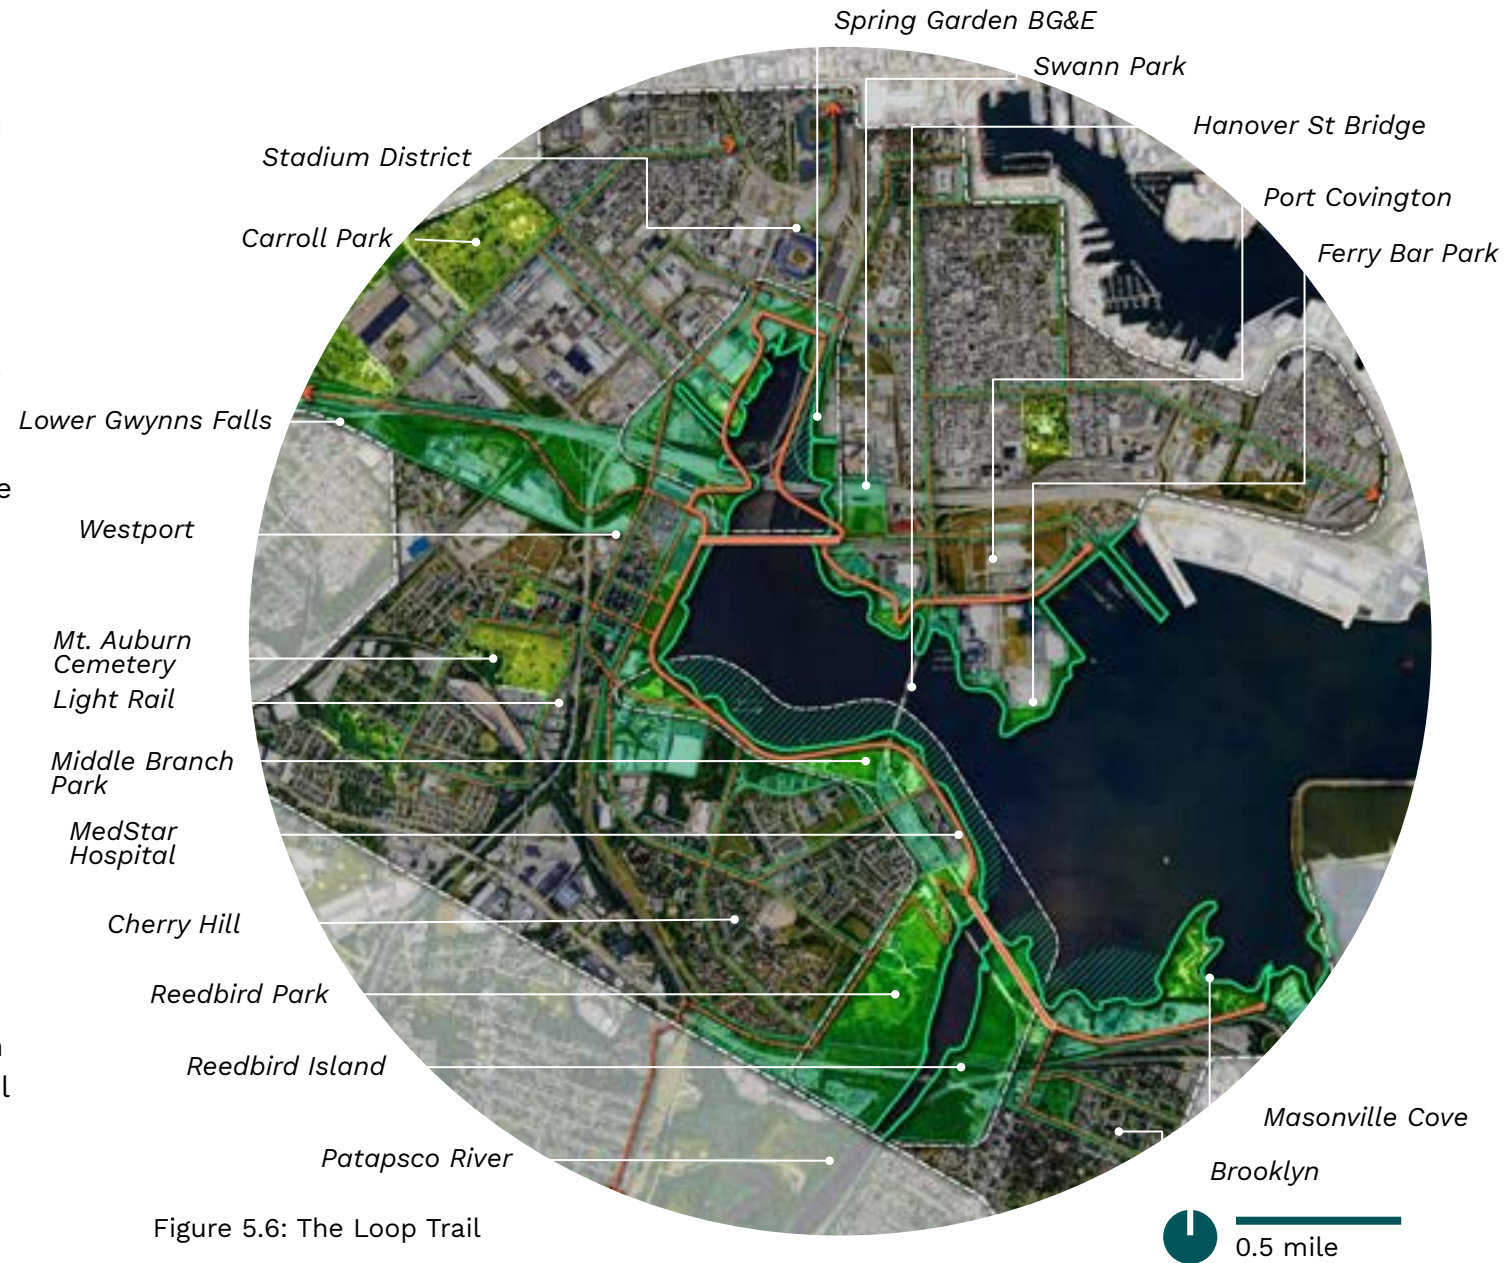 Spring Garden BG&E
Swann Park
Hanover St Bridge
Stadium District
Port Covington
Carroll Park
Ferry Bar Park
Lower Gwynns Falls
e
Westport
Mt. Auburn
Cemetery
Light Rail
Middle Branch
Park
MedStar
Hospital
Cherry Hill
Reedbird Park
Reedbird Island
l
Masonville Cove
Patapsco River
Brooklyn
Figure 5.6: The Loop Trail
0.5 mile